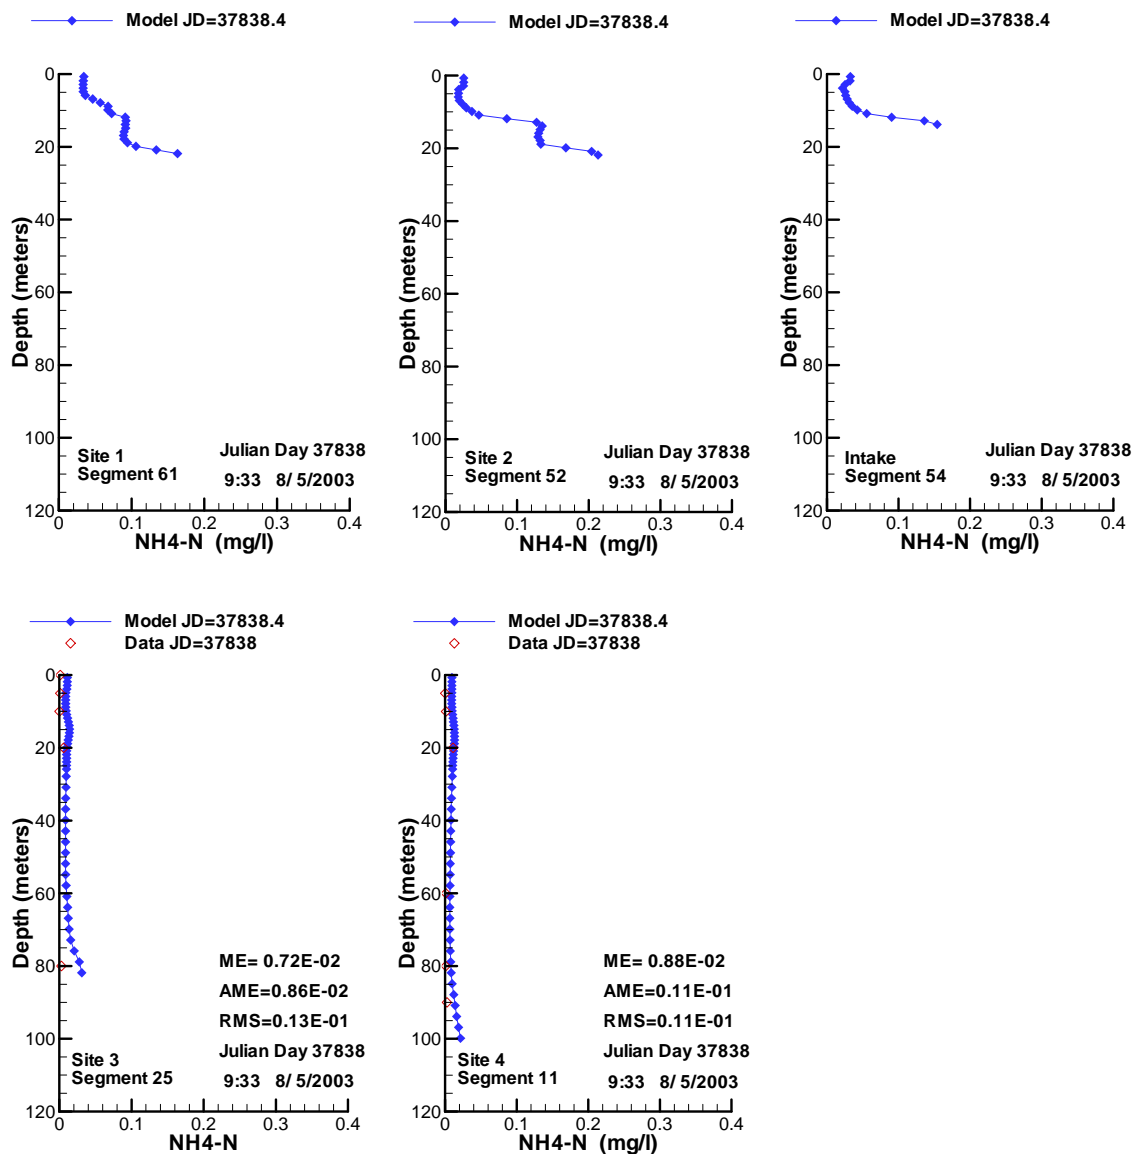 Model JD=37838.4
0
20
40
60
80
100
120
Depth (meters)
0
0.1
0.2
0.3
0.4
NH4-N (mg/l)
Site 1
Segment 61
Julian Day 37838
9:33 8/ 5/2003
Model JD=37838.4
0
20
40
60
80
100
120
Depth (meters)
0
0.1
0.2
0.3
0.4
NH4-N (mg/l)
Site 2
Segment 52
Julian Day 37838
9:33 8/ 5/2003
Model JD=37838.4
0
20
40
60
80
100
120
Depth (meters)
0
0.1
0.2
0.3
0.4
NH4-N (mg/l)
Intake
Segment 54
Julian Day 37838
9:33 8/ 5/2003
Model JD=37838.4
Data JD=37838
0
20
40
60
80
100
120
Depth (meters)
0
0.1
0.2
0.3
0.4
NH4-N
ME= 0.72E-02
AME=0.86E-02
RMS=0.13E-01
Site 3
Segment 25
Julian Day 37838
9:33 8/ 5/2003
Model JD=37838.4
Data JD=37838
0
20
40
60
80
100
120
Depth (meters)
0
0.1
0.2
0.3
0.4
NH4-N (mg/l)
ME= 0.88E-02
AME=0.11E-01
RMS=0.11E-01
Site 4
Segment 11
Julian Day 37838
9:33 8/ 5/2003